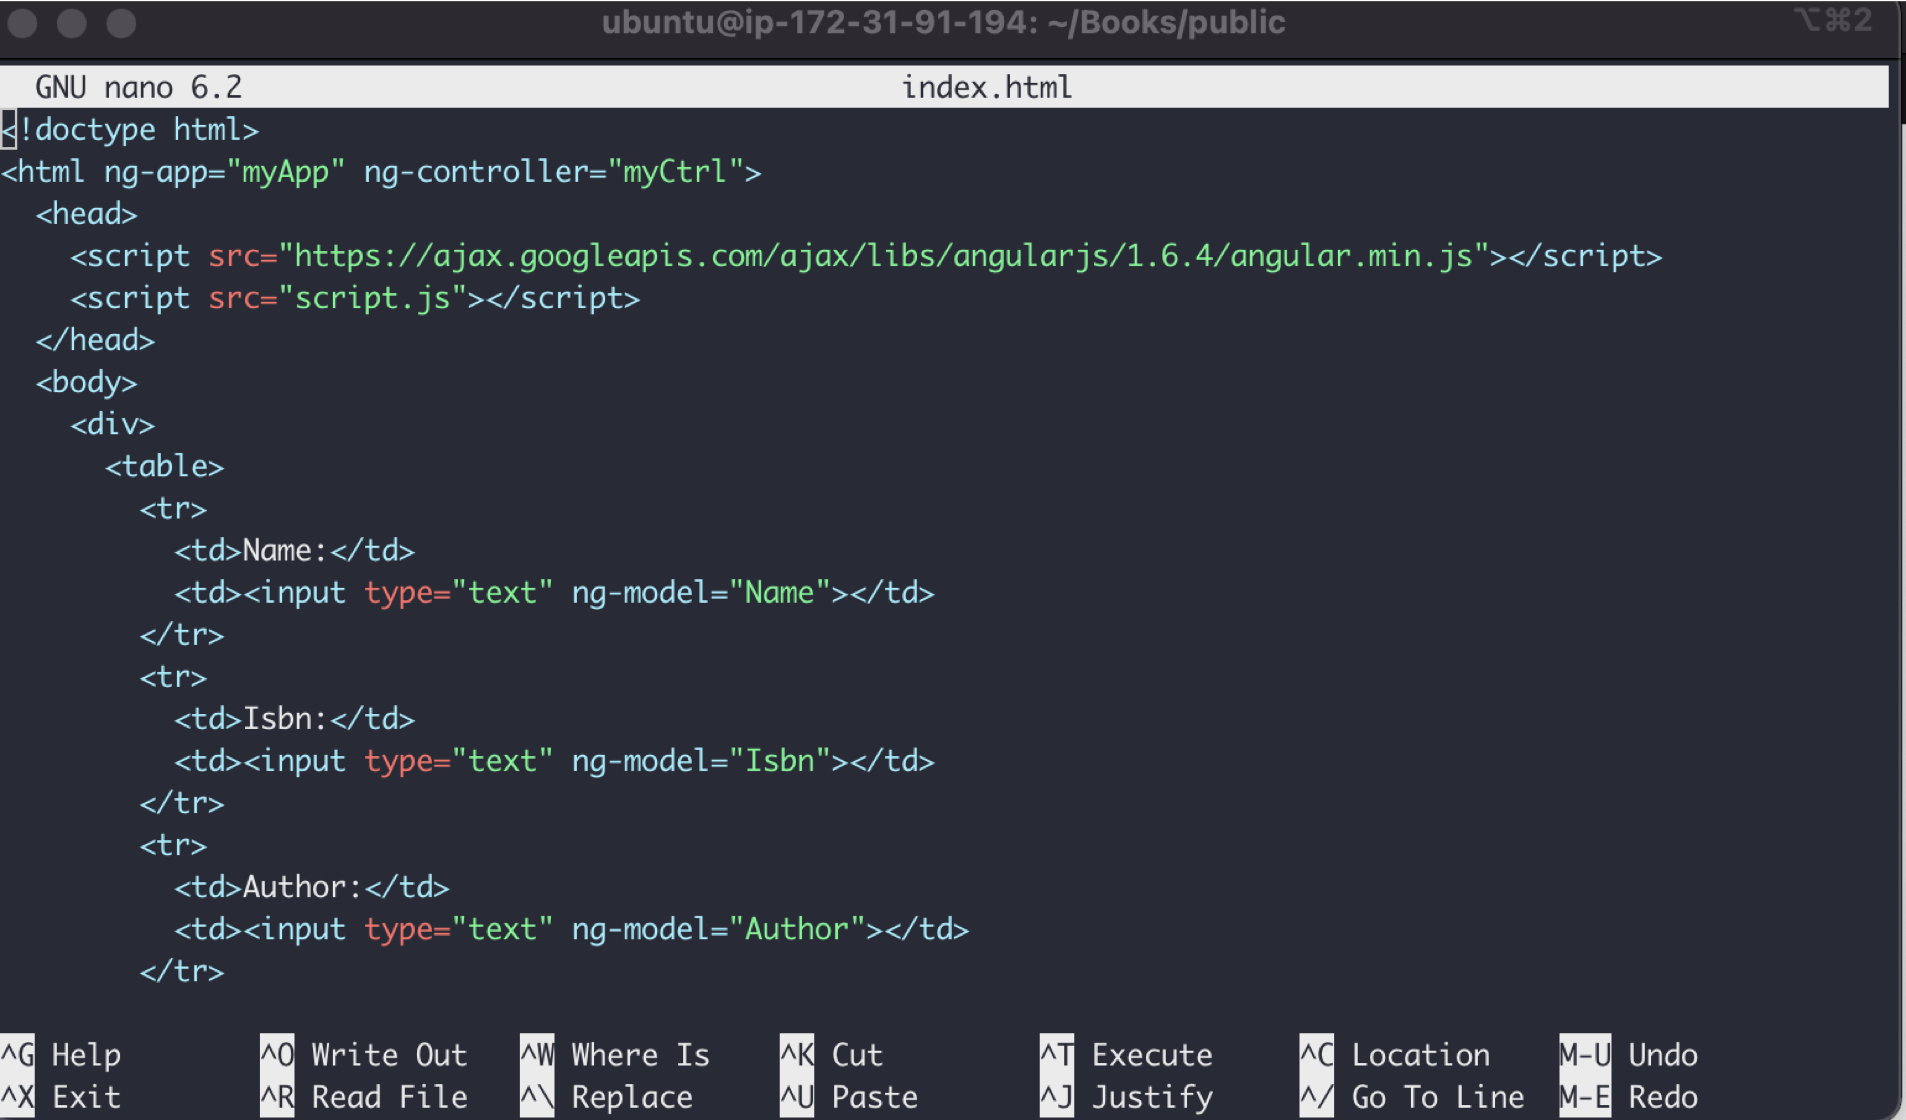 ubuntu@ip-172-31-91-194: ~/Books/public ⌥⌘2
GNU nano 6.2 index.html
<!doctype html>
<html ng-app="myApp" ng-controller="myCtrl">
  <head>
    <script src="https://ajax.googleapis.com/ajax/libs/angularjs/1.6.4/angular.min.js"></script>
    <script src="script.js"></script>
  </head>
  <body>
    <div>
      <table>
        <tr>
          <td>Name:</td>
          <td><input type="text" ng-model="Name"></td>
        </tr>
        <tr>
          <td>Isbn:</td>
          <td><input type="text" ng-model="Isbn"></td>
        </tr>
        <tr>
          <td>Author:</td>
          <td><input type="text" ng-model="Author"></td>
        </tr>
^G Help ^O Write Out ^W Where Is ^K Cut ^T Execute ^C Location M-U Undo
^X Exit ^R Read File ^\ Replace ^U Paste ^J Justify ^/ Go To Line M-E Redo